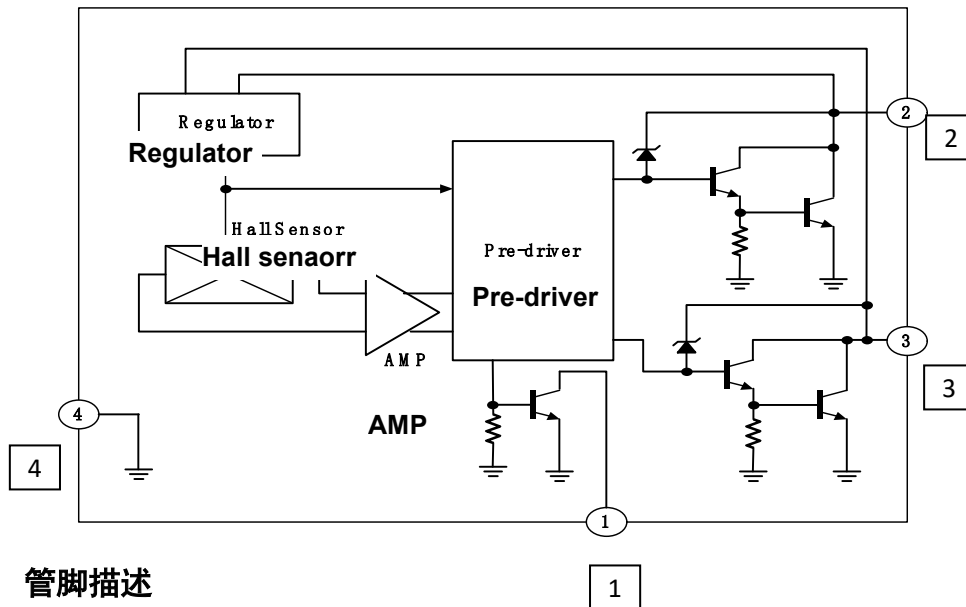 Regulator
Regulator
2
2
HallSensor
Hall senaorr
Pre-driver
Pre-driver
3
3
AMP
AMP
4
4
1
1
管脚描述